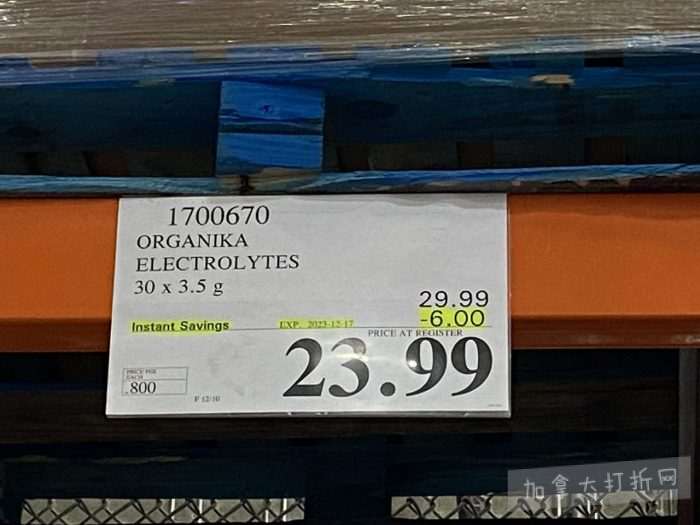 1700670
ORGANIKA
ELECTROLYTES
30 x 3.5 g
29.99
Instant Savings EXP. 2023-12-17 -6.00
PRICE AT REGISTER
23.99
PRICE PER
EACH
.800
P 12/10
加拿大打折网